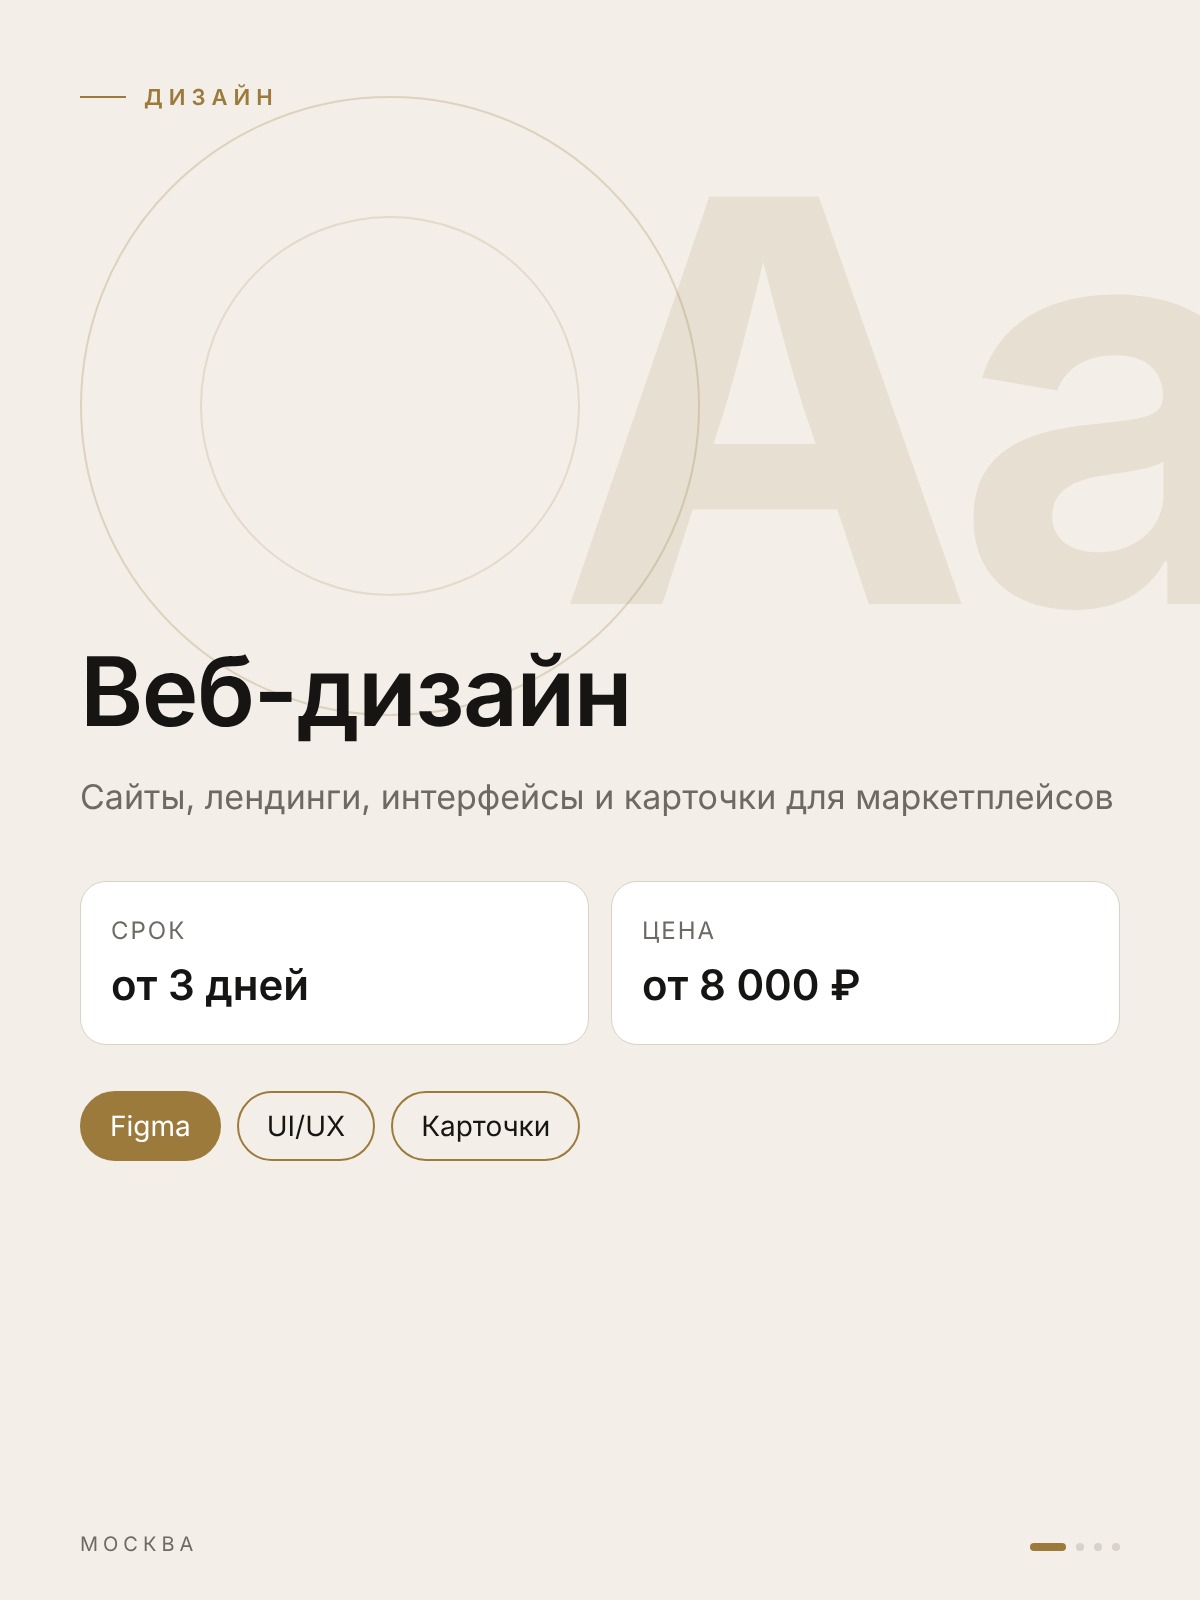 ДИЗАЙН
Aa
Веб-дизайн
Сайты, лендинги, интерфейсы и карточки для маркетплейсов
СРОК
от 3 дней
ЦЕНА
от 8 000 ₽
Figma
UI/UX
Карточки
МОСКВА